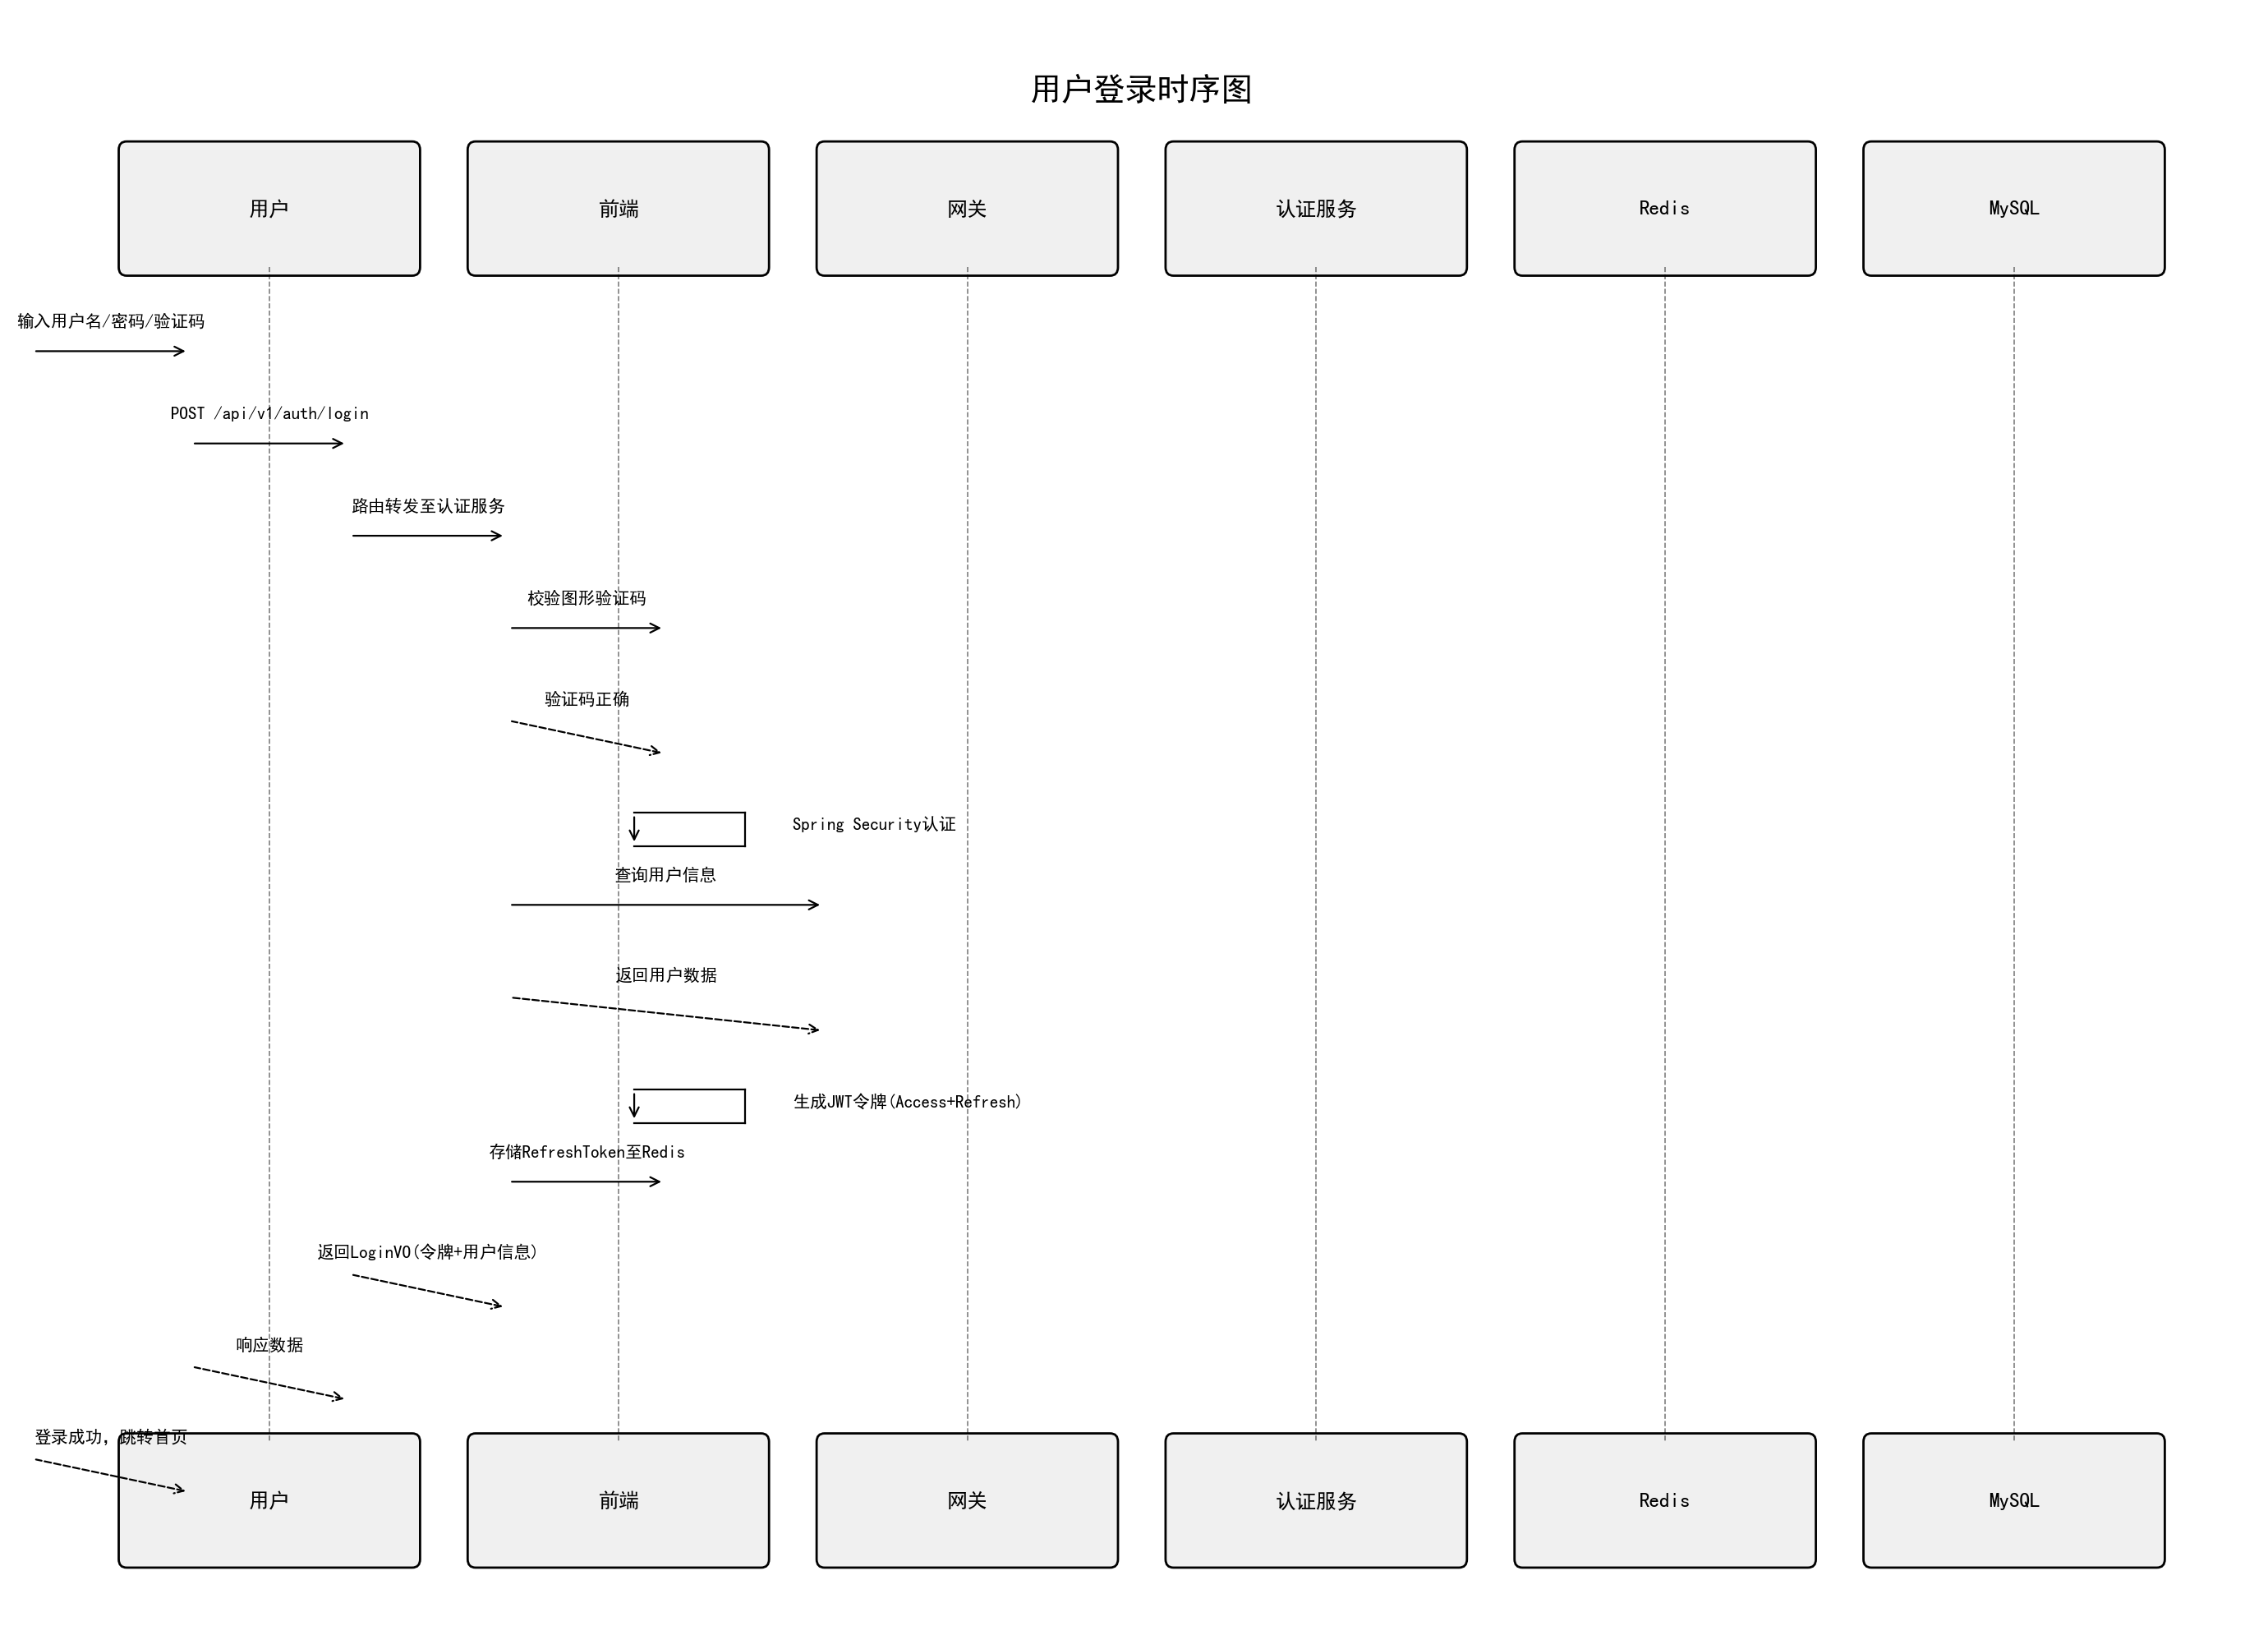 用户登录时序图
用户
前端
网关
认证服务
Redis
MySQL
输入用户名/密码/验证码
POST /api/v1/auth/login
路由转发至认证服务
校验图形验证码
验证码正确
Spring Security认证
查询用户信息
返回用户数据
生成JWT令牌(Access+Refresh)
存储RefreshToken至Redis
返回LoginVO(令牌+用户信息)
响应数据
登录成功，跳转首页
用户
前端
网关
认证服务
Redis
MySQL